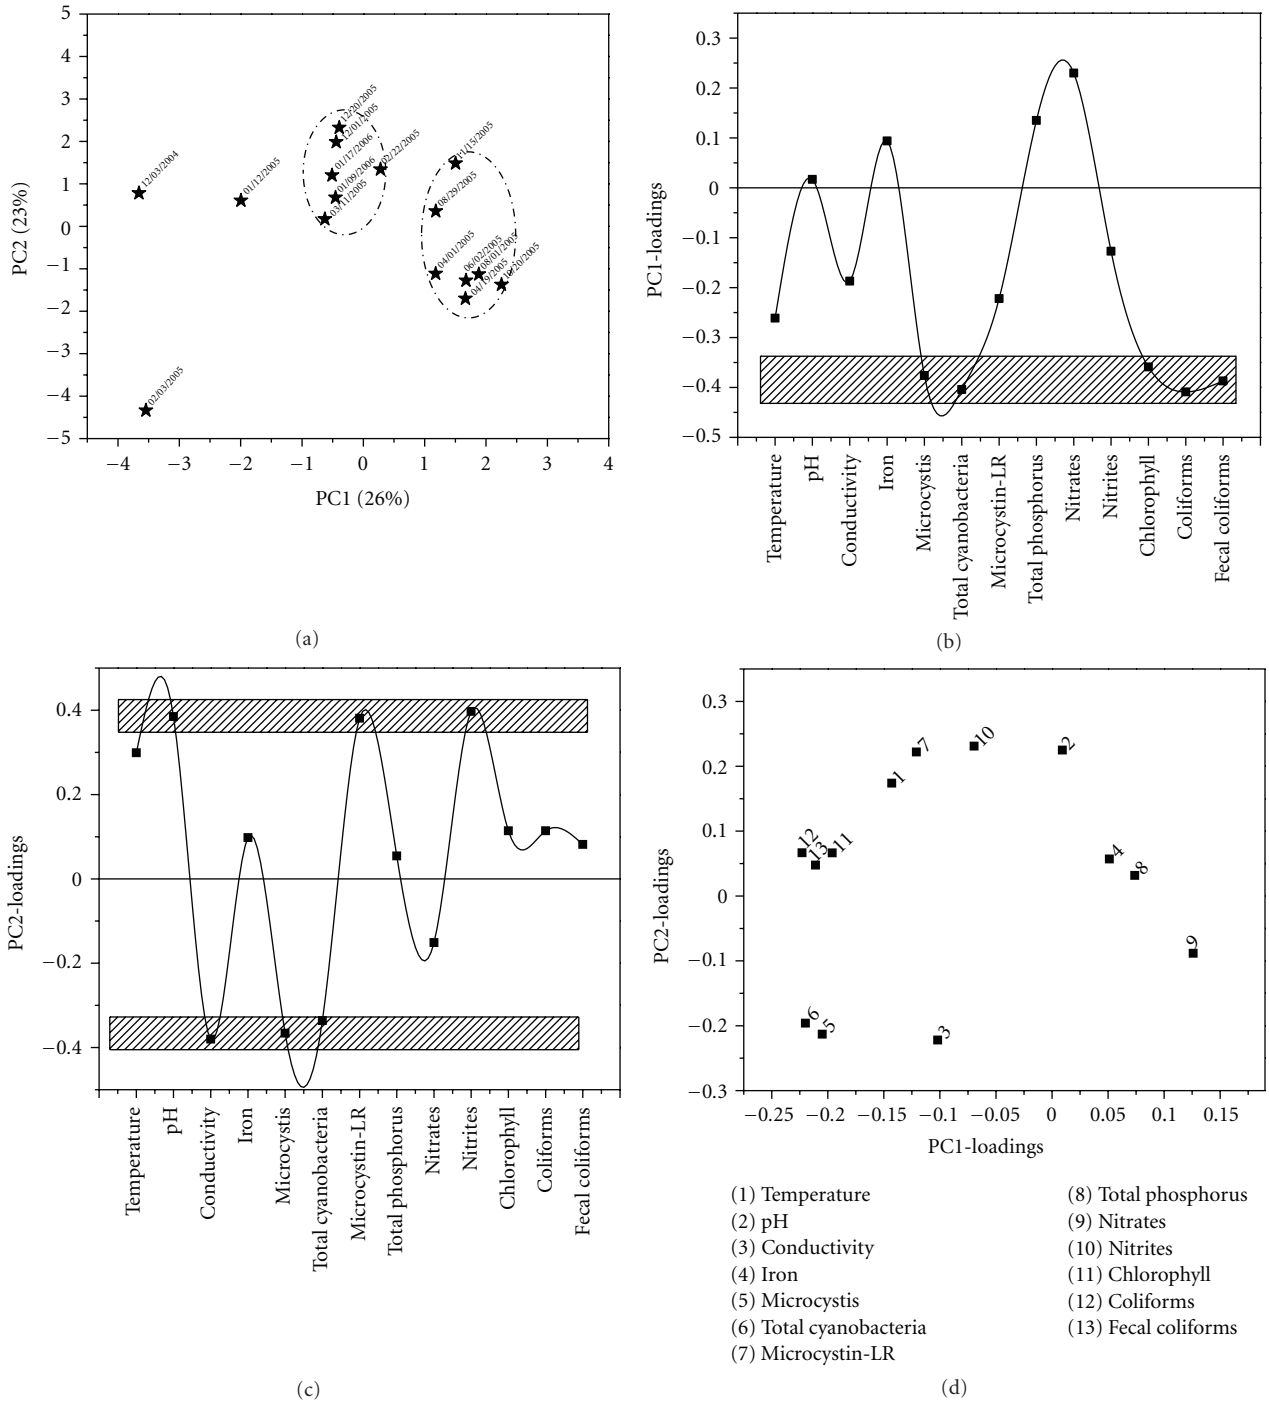 5
4
3
2
1
0
−1
−2
−3
−4
−5
PC2 (23%)
12/03/2004
01/12/2005
02/03/2005
12/20/2005
12/01/2005
01/17/2006
02/22/2005
01/09/2006
03/11/2005
11/15/2005
08/29/2005
04/01/2005
06/02/2005
08/01/2005
04/19/2005
10/20/2005
−4 −3 −2 −1 0 1 2 3 4
PC1 (26%)
(a)
0.3
0.2
0.1
0
−0.1
−0.2
−0.3
−0.4
−0.5
PC1-loadings
Temperature
pH
Conductivity
Iron
Microcystis
Total cyanobacteria
Microcystin-LR
Total phosphorus
Nitrates
Nitrites
Chlorophyll
Coliforms
Fecal coliforms
(b)
0.4
0.2
0
−0.2
−0.4
PC2-loadings
Temperature
pH
Conductivity
Iron
Microcystis
Total cyanobacteria
Microcystin-LR
Total phosphorus
Nitrates
Nitrites
Chlorophyll
Coliforms
Fecal coliforms
(c)
0.3
0.2
0.1
0
−0.1
−0.2
−0.3
PC2-loadings
1
7
10
2
12
13
11
4
8
9
6
5
3
−0.25 −0.2 −0.15 −0.1 −0.05 0 0.05 0.1 0.15
PC1-loadings
(1) Temperature
(2) pH
(3) Conductivity
(4) Iron
(5) Microcystis
(6) Total cyanobacteria
(7) Microcystin-LR
(8) Total phosphorus
(9) Nitrates
(10) Nitrites
(11) Chlorophyll
(12) Coliforms
(13) Fecal coliforms
(d)